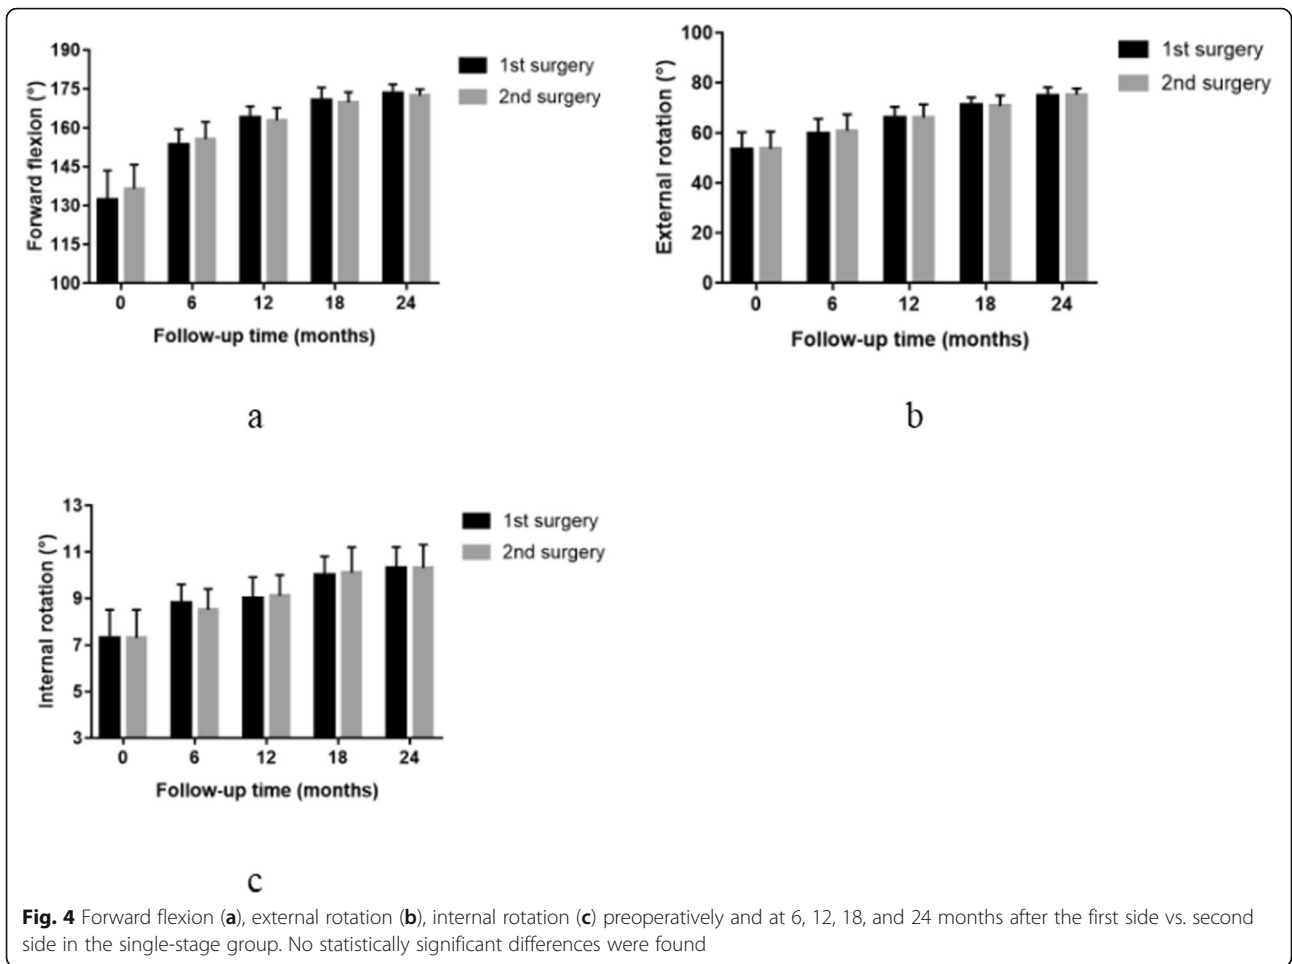 190
175
160
145
130
115
100
Forward flexion (°)
0 6 12 18 24
Follow-up time (months)
1st surgery
2nd surgery
a
100
80
60
40
20
0
External rotation (°)
0 6 12 18 24
Follow-up time (months)
1st surgery
2nd surgery
b
13
11
9
7
5
3
Internal rotation (°)
0 6 12 18 24
Follow-up time (months)
1st surgery
2nd surgery
c
Fig. 4 Forward flexion (a), external rotation (b), internal rotation (c) preoperatively and at 6, 12, 18, and 24 months after the first side vs. second
side in the single-stage group. No statistically significant differences were found